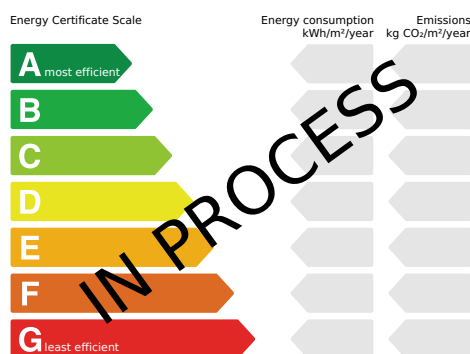 Energy Certificate Scale
Energy consumption
kWh/m²/year
Emissions
kg CO₂/m²/year
A most efficient
B
C
D
E
F
G least efficient
IN PROCESS